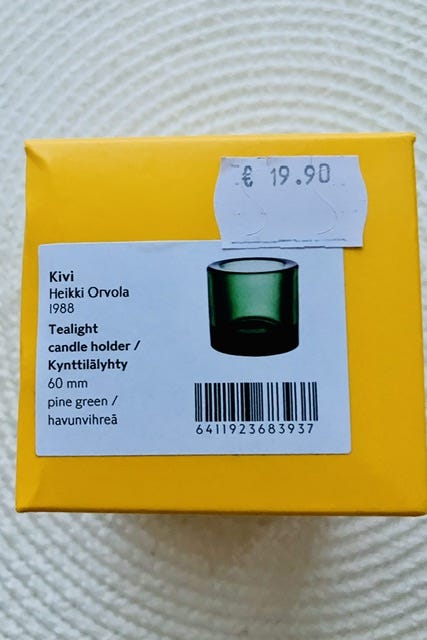 € 19.90
Kivi
Heikki Orvola
1988
Tealight
candle holder /
Kynttilälyhty
60 mm
pine green /
havunvihreä
6411923683937